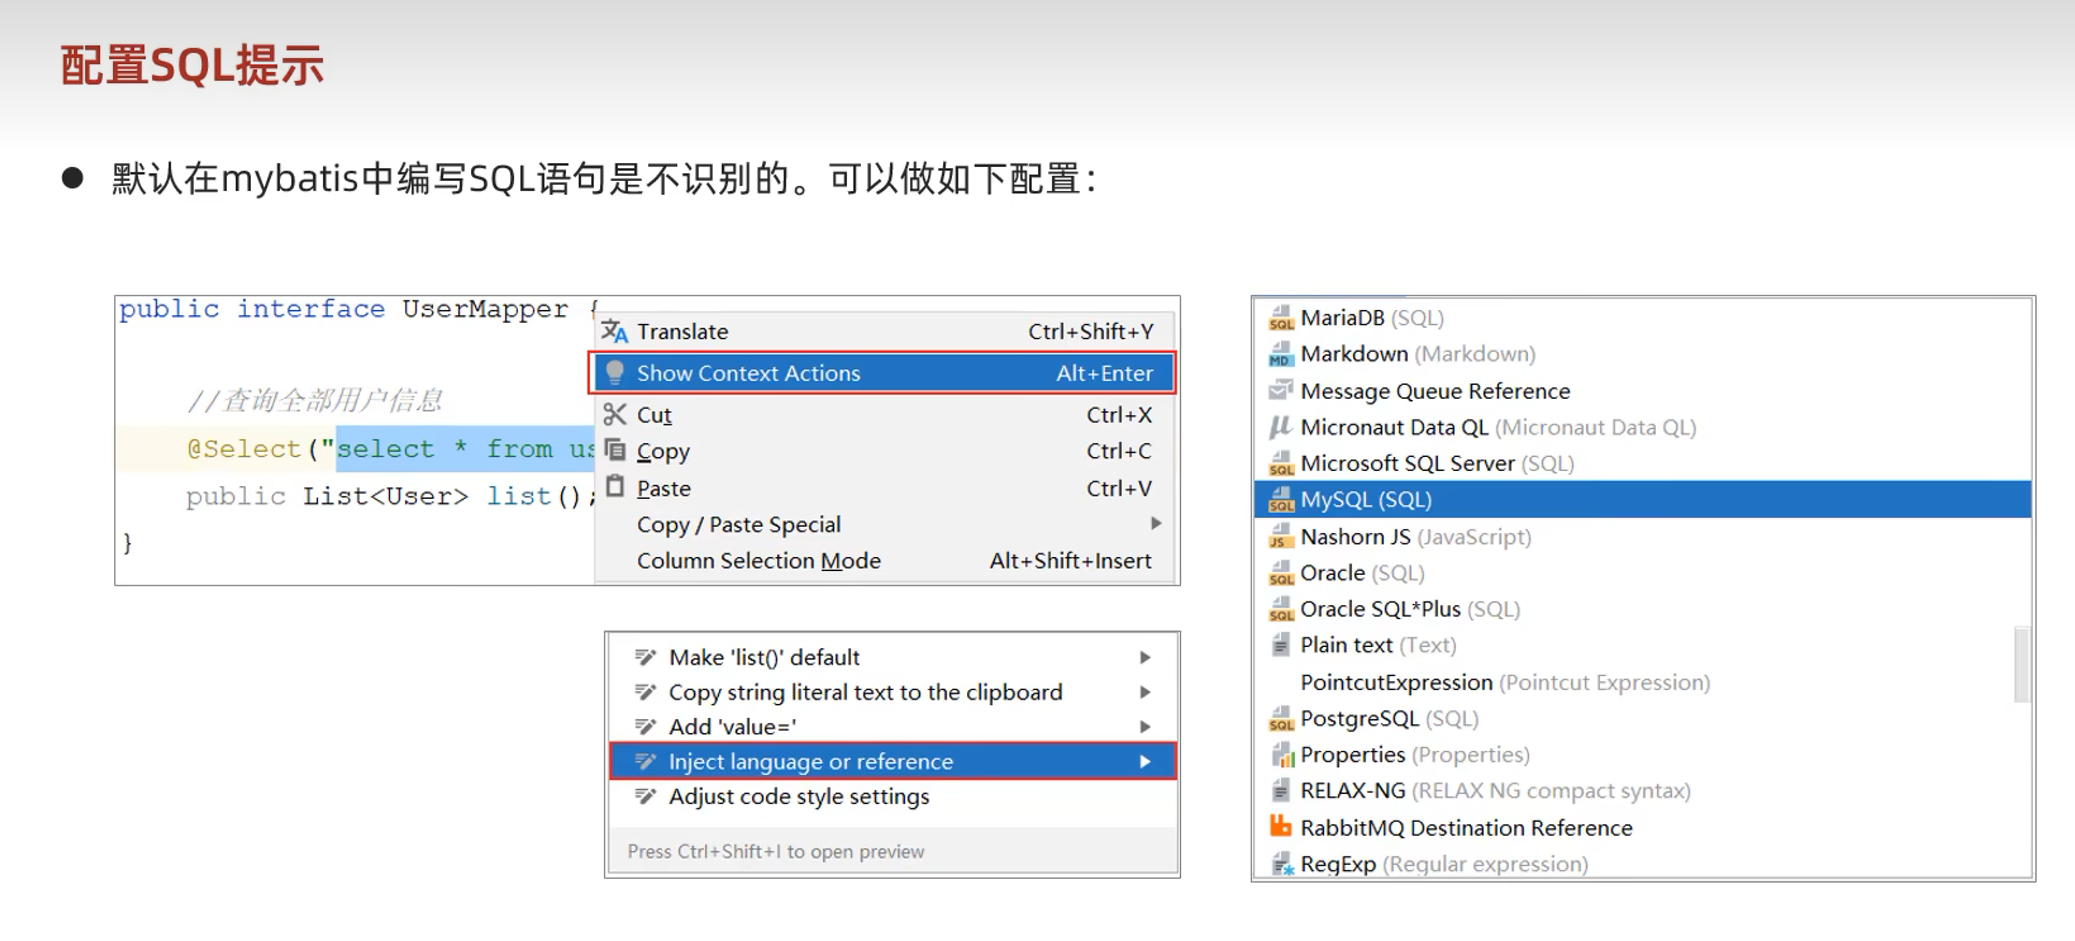 配置SQL提示
默认在mybatis中编写SQL语句是不识别的。可以做如下配置：
public interface UserMapper {
//查询全部用户信息
@Select("select * from us
public List<User> list();
}
Translate Ctrl+Shift+Y
Show Context Actions Alt+Enter
Cut Ctrl+X
Copy Ctrl+C
Paste Ctrl+V
Copy / Paste Special
Column Selection Mode Alt+Shift+Insert
Make 'list()' default
Copy string literal text to the clipboard
Add 'value='
Inject language or reference
Adjust code style settings
Press Ctrl+Shift+I to open preview
SQL MariaDB (SQL)
MD Markdown (Markdown)
Message Queue Reference
μ Micronaut Data QL (Micronaut Data QL)
SQL Microsoft SQL Server (SQL)
SQL MySQL (SQL)
JS Nashorn JS (JavaScript)
SQL Oracle (SQL)
SQL Oracle SQL*Plus (SQL)
Plain text (Text)
PointcutExpression (Pointcut Expression)
SQL PostgreSQL (SQL)
Properties (Properties)
RELAX-NG (RELAX NG compact syntax)
RabbitMQ Destination Reference
RegExp (Regular expression)